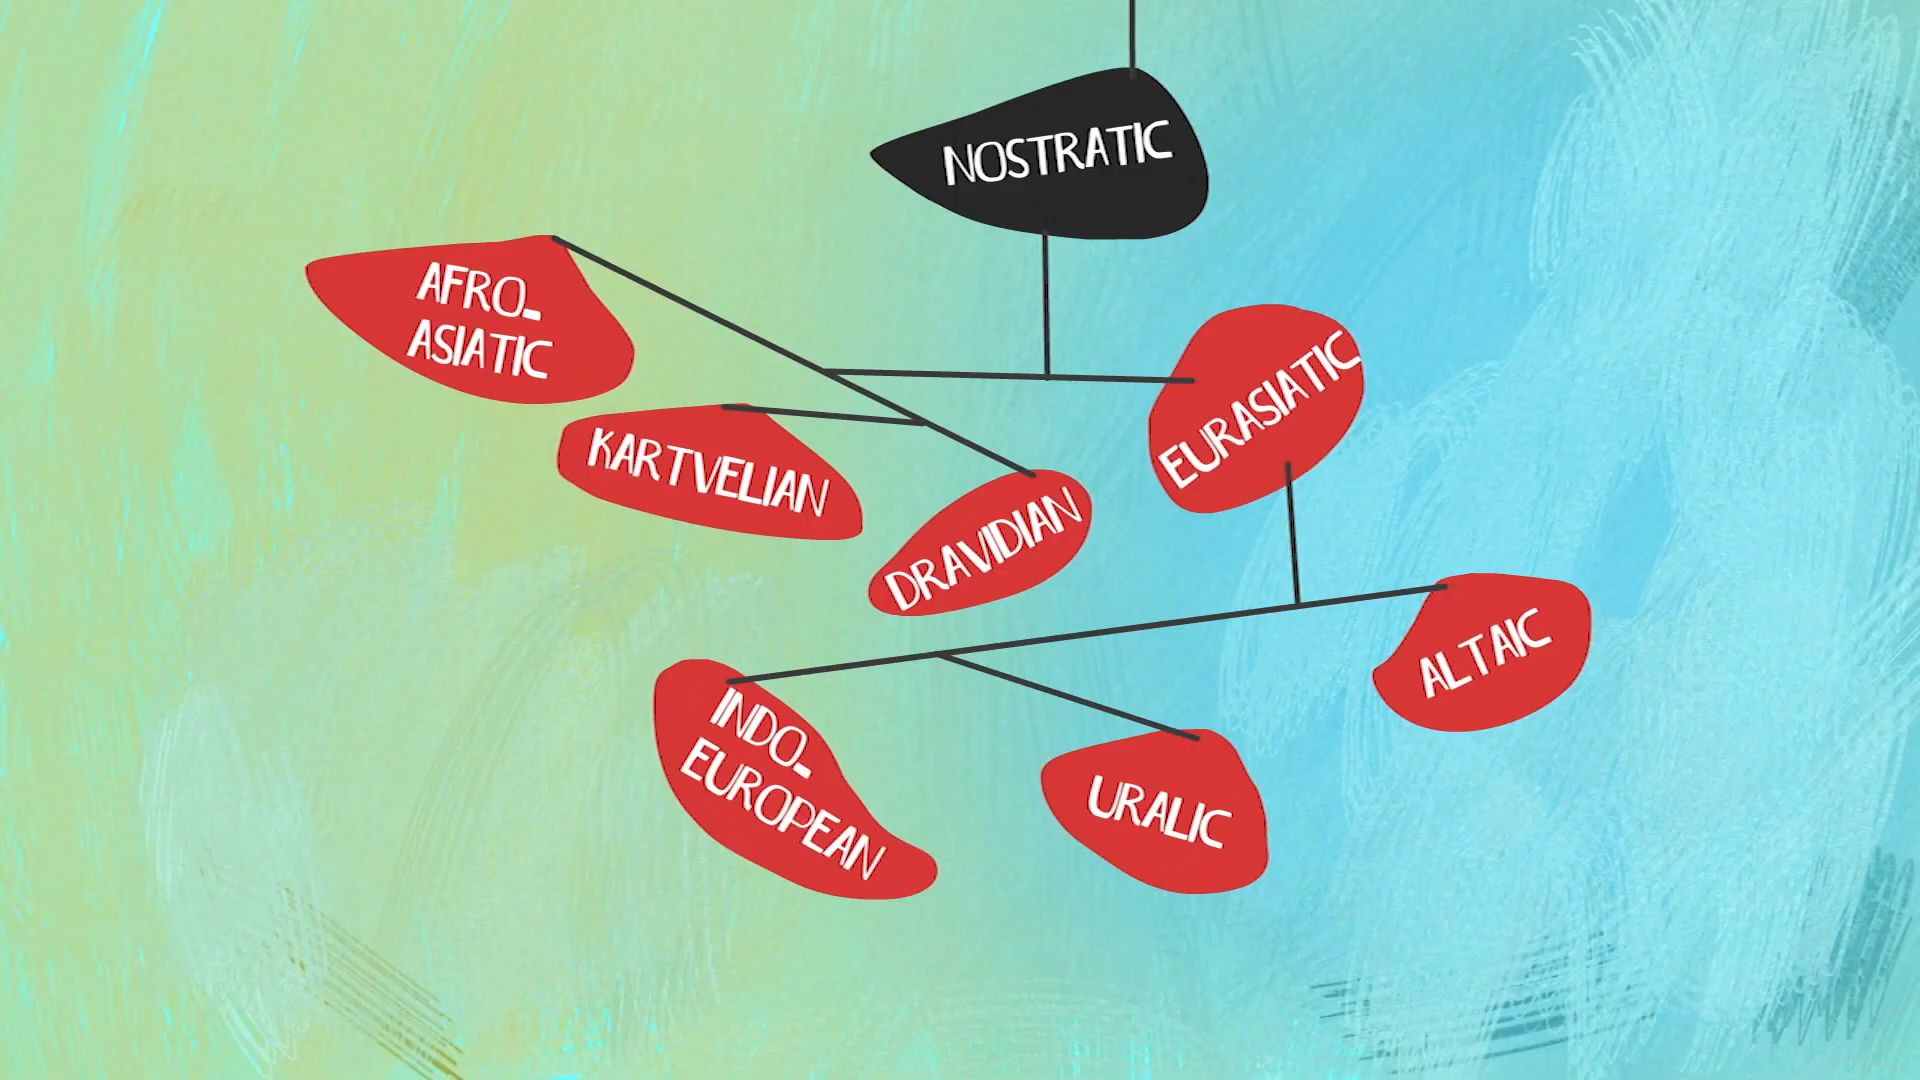 NOSTRATIC
AFRO-
ASIATIC
EURASIATIC
KARTVELIAN
DRAVIDIAN
ALTAIC
INDO-
EUROPEAN
URALIC